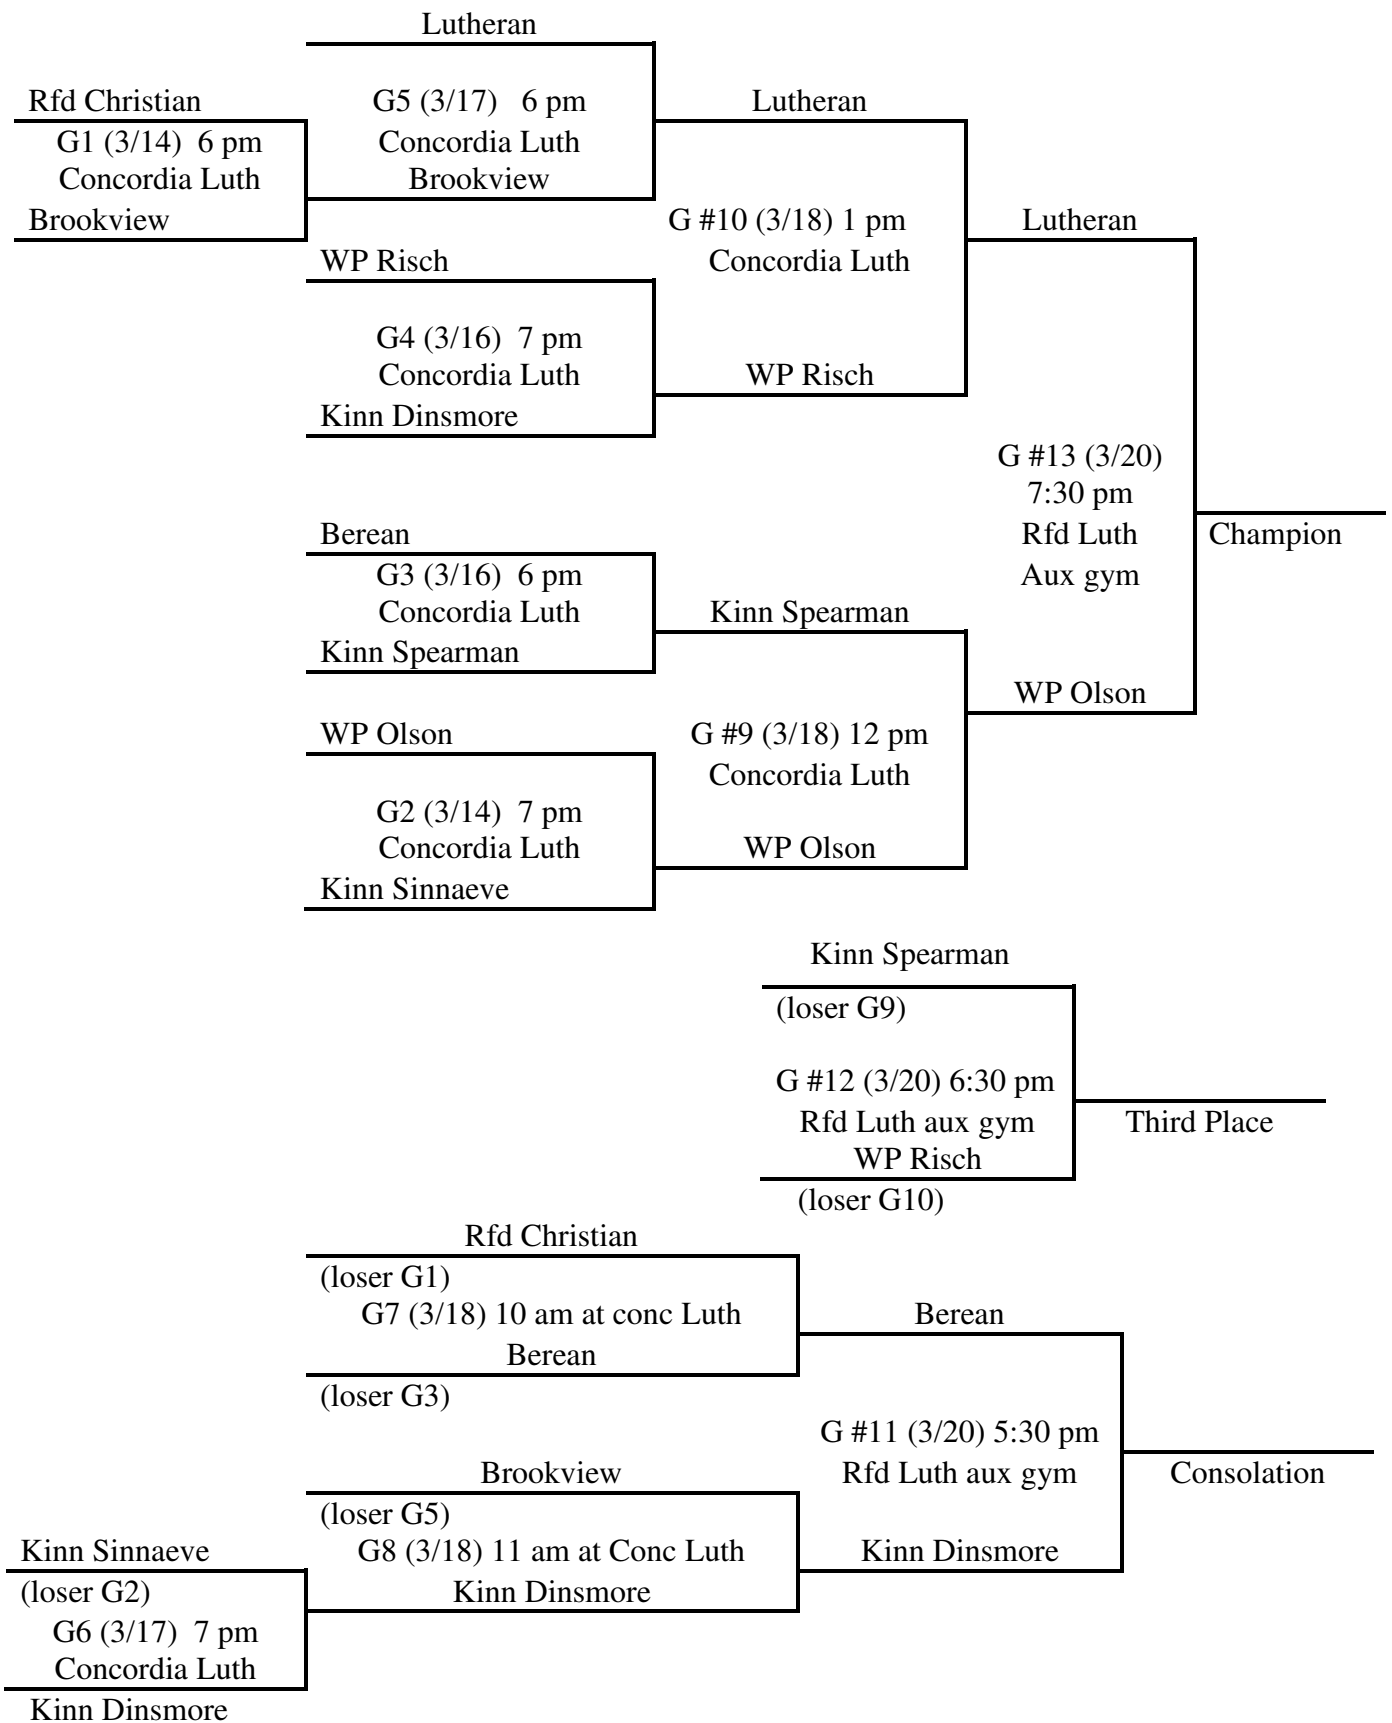 Lutheran
Rfd Christian
G1 (3/14) 6 pm
Concordia Luth
Brookview
G5 (3/17) 6 pm
Concordia Luth
Brookview
Lutheran
WP Risch
G4 (3/16) 7 pm
Concordia Luth
Kinn Dinsmore
G #10 (3/18) 1 pm
Concordia Luth
WP Risch
Lutheran
G #13 (3/20)
7:30 pm
Rfd Luth
Aux gym
Champion
WP Olson
Berean
G3 (3/16) 6 pm
Concordia Luth
Kinn Spearman
Kinn Spearman
WP Olson
G2 (3/14) 7 pm
Concordia Luth
Kinn Sinnaeve
G #9 (3/18) 12 pm
Concordia Luth
WP Olson
Kinn Spearman
(loser G9)
G #12 (3/20) 6:30 pm
Rfd Luth aux gym
WP Risch
(loser G10)
Third Place
Rfd Christian
(loser G1)
G7 (3/18) 10 am at conc Luth
Berean
(loser G3)
Berean
G #11 (3/20) 5:30 pm
Rfd Luth aux gym
Consolation
Brookview
(loser G5)
G8 (3/18) 11 am at Conc Luth
Kinn Dinsmore
Kinn Dinsmore
Kinn Sinnaeve
(loser G2)
G6 (3/17) 7 pm
Concordia Luth
Kinn Dinsmore